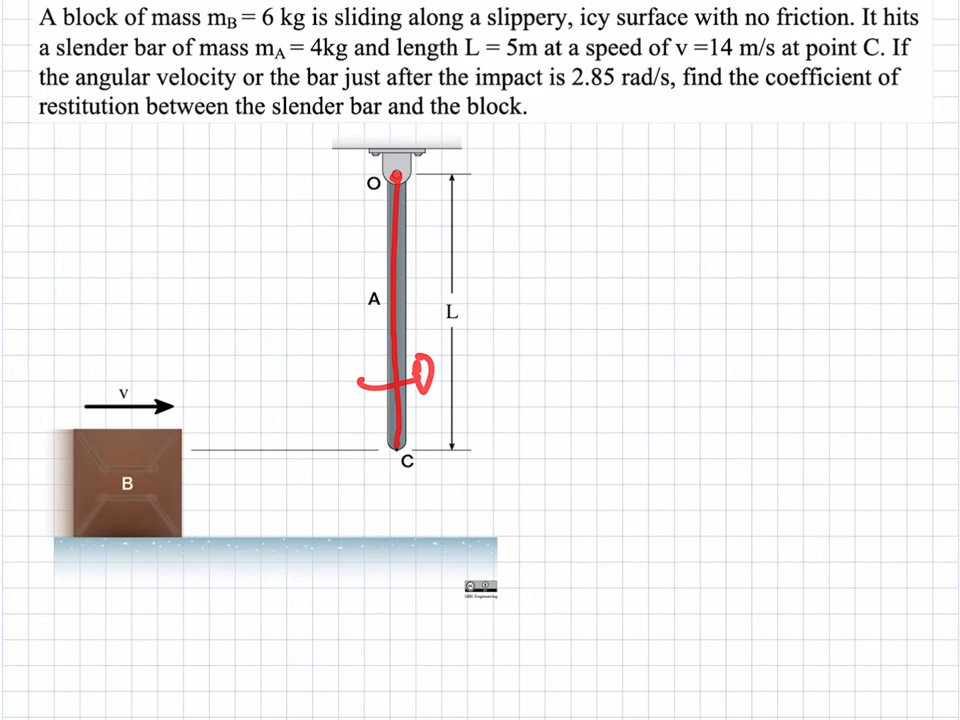 A block of mass mB = 6 kg is sliding along a slippery, icy surface with no friction. It hits
a slender bar of mass mA = 4kg and length L = 5m at a speed of v =14 m/s at point C. If
the angular velocity or the bar just after the impact is 2.85 rad/s, find the coefficient of
restitution between the slender bar and the block.
O
A
L
v
C
B
UBC Engineering